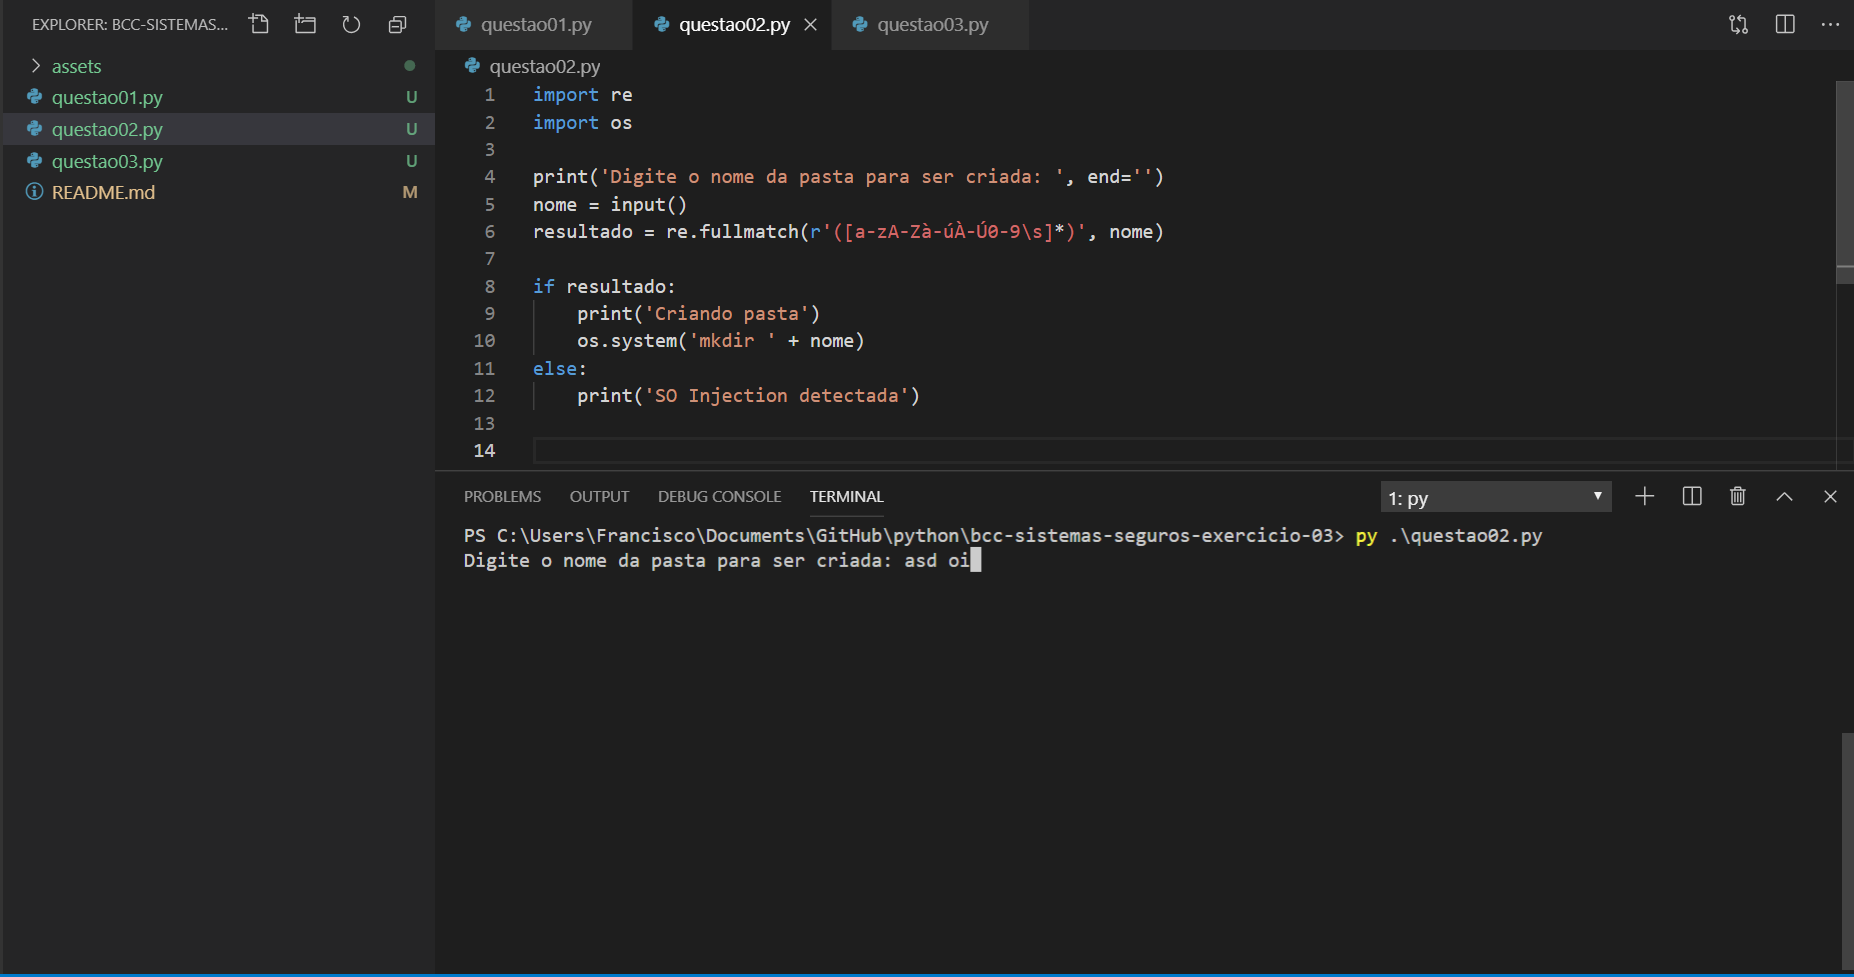 EXPLORER: BCC-SISTEMAS...
assets
questao01.py U
questao02.py U
questao03.py U
README.md M
questao01.py questao02.py questao03.py
questao02.py
1 import re
2 import os
3
4 print('Digite o nome da pasta para ser criada: ', end='')
5 nome = input()
6 resultado = re.fullmatch(r'([a-zA-Zà-úÀ-Ú0-9\s]*)', nome)
7
8 if resultado:
9 print('Criando pasta')
10 os.system('mkdir ' + nome)
11 else:
12 print('SO Injection detectada')
13
14
PROBLEMS OUTPUT DEBUG CONSOLE TERMINAL 1: py
PS C:\Users\Francisco\Documents\GitHub\python\bcc-sistemas-seguros-exercicio-03> py .\questao02.py
Digite o nome da pasta para ser criada: asd oi